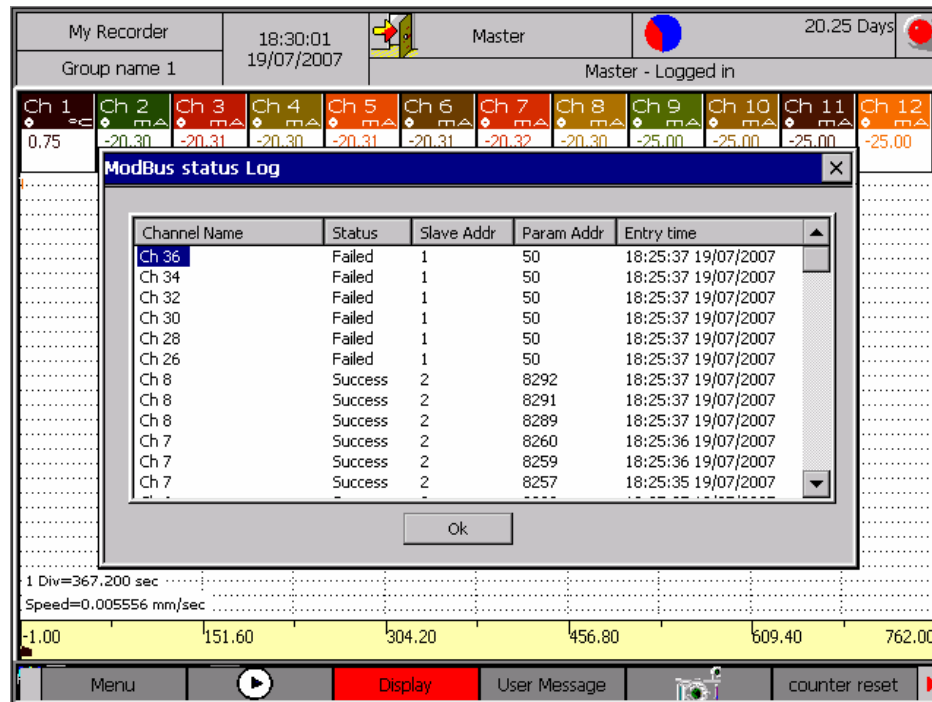 My Recorder 18:30:01 Master 20.25 Days
Group name 1 19/07/2007 Master - Logged in
Ch 1 Ch 2 Ch 3 Ch 4 Ch 5 Ch 6 Ch 7 Ch 8 Ch 9 Ch 10 Ch 11 Ch 12
°C mA mA mA mA mA mA mA mA mA mA mA
0.75 -20.30 -20.31 -20.30 -20.31 -20.31 -20.32 -20.30 -25.00 -25.00 -25.00 -25.00
ModBus status Log
Channel Name Status Slave Addr Param Addr Entry time
Ch 36 Failed 1 50 18:25:37 19/07/2007
Ch 34 Failed 1 50 18:25:37 19/07/2007
Ch 32 Failed 1 50 18:25:37 19/07/2007
Ch 30 Failed 1 50 18:25:37 19/07/2007
Ch 28 Failed 1 50 18:25:37 19/07/2007
Ch 26 Failed 1 50 18:25:37 19/07/2007
Ch 8 Success 2 8292 18:25:37 19/07/2007
Ch 8 Success 2 8291 18:25:37 19/07/2007
Ch 8 Success 2 8289 18:25:37 19/07/2007
Ch 7 Success 2 8260 18:25:36 19/07/2007
Ch 7 Success 2 8259 18:25:36 19/07/2007
Ch 7 Success 2 8257 18:25:35 19/07/2007
Ok
1 Div=367.200 sec
Speed=0.005556 mm/sec
-1.00 151.60 304.20 456.80 609.40 762.00
Menu Display User Message counter reset